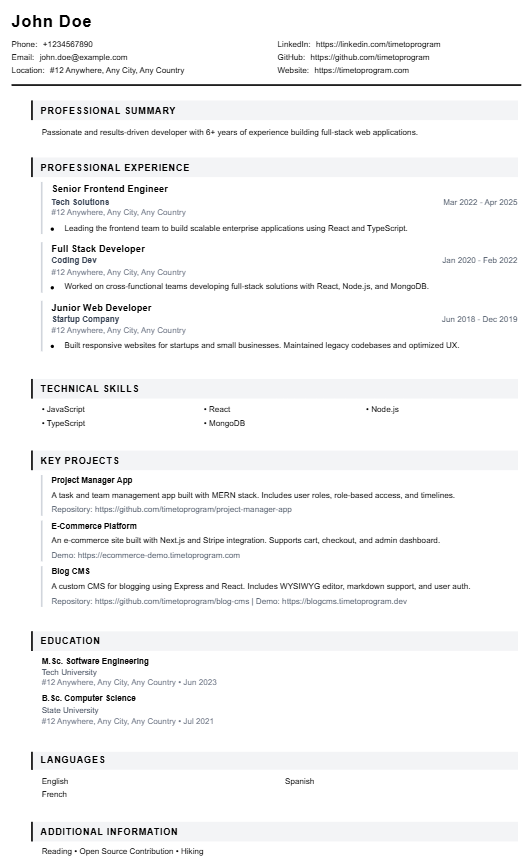 John Doe
Phone: +1234567890
LinkedIn: https://linkedin.com/timetoprogram
Email: john.doe@example.com
GitHub: https://github.com/timetoprogram
Location: #12 Anywhere, Any City, Any Country
Website: https://timetoprogram.com
PROFESSIONAL SUMMARY
Passionate and results-driven developer with 6+ years of experience building full-stack web applications.
PROFESSIONAL EXPERIENCE
Senior Frontend Engineer
Tech Solutions Mar 2022 - Apr 2025
#12 Anywhere, Any City, Any Country
• Leading the frontend team to build scalable enterprise applications using React and TypeScript.
Full Stack Developer
Coding Dev Jan 2020 - Feb 2022
#12 Anywhere, Any City, Any Country
• Worked on cross-functional teams developing full-stack solutions with React, Node.js, and MongoDB.
Junior Web Developer
Startup Company Jun 2018 - Dec 2019
#12 Anywhere, Any City, Any Country
• Built responsive websites for startups and small businesses. Maintained legacy codebases and optimized UX.
TECHNICAL SKILLS
• JavaScript • React • Node.js
• TypeScript • MongoDB
KEY PROJECTS
Project Manager App
A task and team management app built with MERN stack. Includes user roles, role-based access, and timelines.
Repository: https://github.com/timetoprogram/project-manager-app
E-Commerce Platform
An e-commerce site built with Next.js and Stripe integration. Supports cart, checkout, and admin dashboard.
Demo: https://ecommerce-demo.timetoprogram.com
Blog CMS
A custom CMS for blogging using Express and React. Includes WYSIWYG editor, markdown support, and user auth.
Repository: https://github.com/timetoprogram/blog-cms | Demo: https://blogcms.timetoprogram.dev
EDUCATION
M.Sc. Software Engineering
Tech University
#12 Anywhere, Any City, Any Country • Jun 2023
B.Sc. Computer Science
State University
#12 Anywhere, Any City, Any Country • Jul 2021
LANGUAGES
English Spanish
French
ADDITIONAL INFORMATION
Reading • Open Source Contribution • Hiking